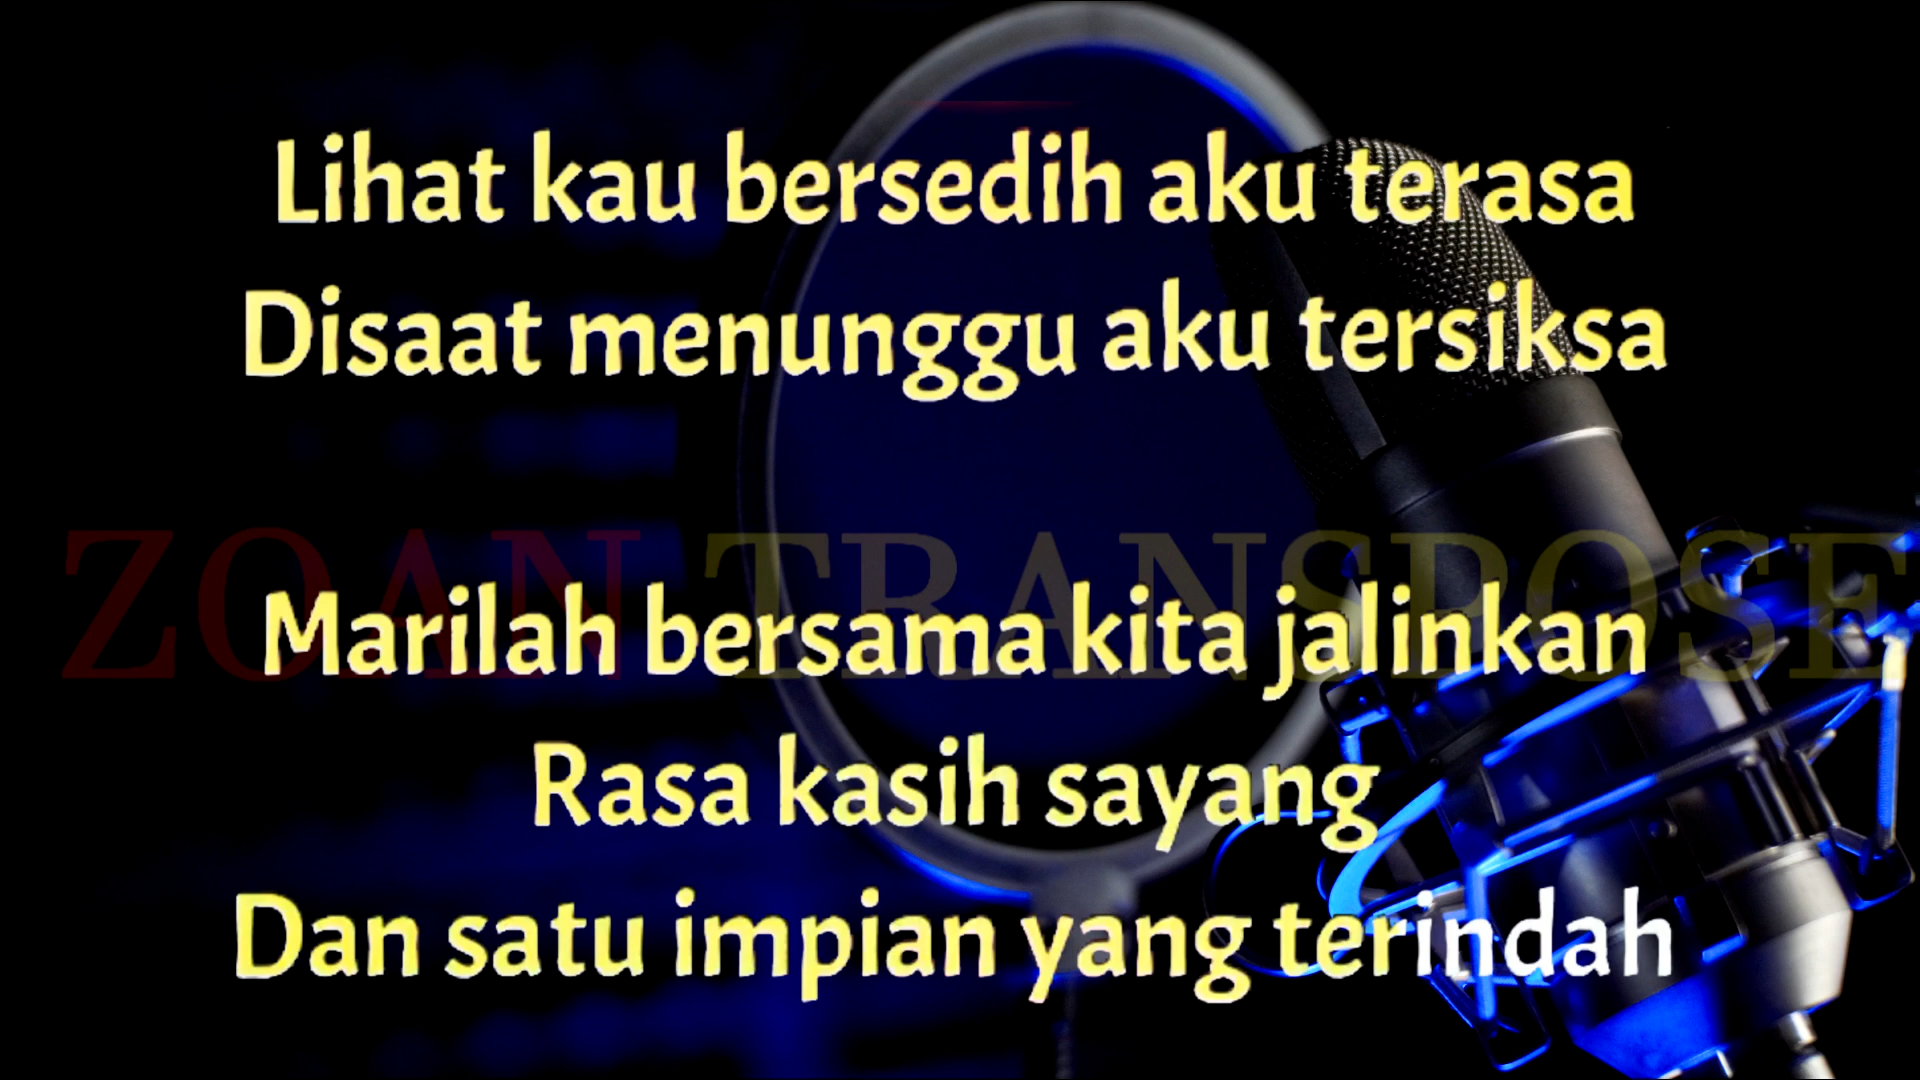 Lihat kau bersedih aku terasa
Disaat menunggu aku tersiksa
ZOAN TRANSPOSE
Marilah bersama kita jalinkan
Rasa kasih sayang
Dan satu impian yang terindah